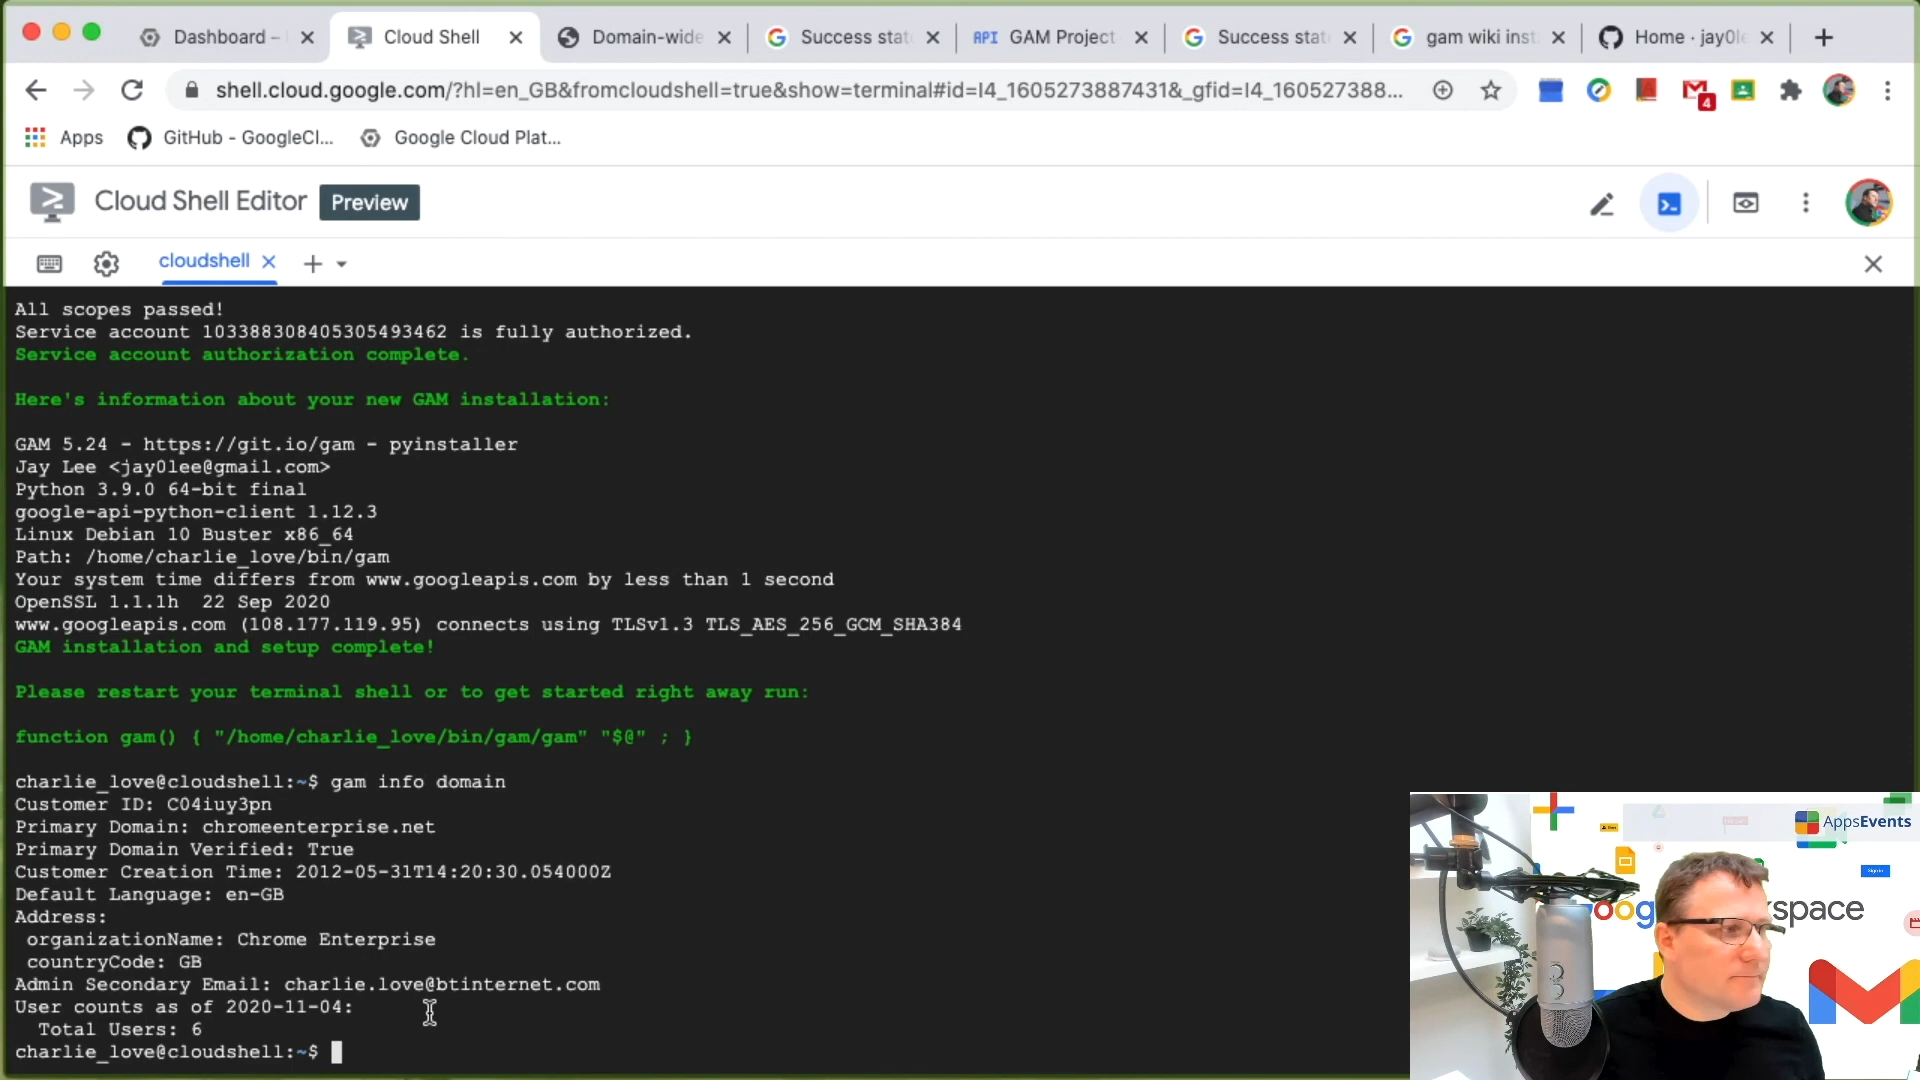 Dashboard –
Cloud Shell
Domain-wide
Success stat
API GAM Project
Success stat
gam wiki inst
Home · jay0l
shell.cloud.google.com/?hl=en_GB&fromcloudshell=true&show=terminal#id=I4_1605273887431&_gfid=I4_160527388...
4
Apps
GitHub - GoogleCl...
Google Cloud Plat...
Cloud Shell Editor
Preview
cloudshell
All scopes passed!
Service account 103388308405305493462 is fully authorized.
Service account authorization complete.
Here's information about your new GAM installation:
GAM 5.24 - https://git.io/gam - pyinstaller
Jay Lee <jay0lee@gmail.com>
Python 3.9.0 64-bit final
google-api-python-client 1.12.3
Linux Debian 10 Buster x86_64
Path: /home/charlie_love/bin/gam
Your system time differs from www.googleapis.com by less than 1 second
OpenSSL 1.1.1h  22 Sep 2020
www.googleapis.com (108.177.119.95) connects using TLSv1.3 TLS_AES_256_GCM_SHA384
GAM installation and setup complete!
Please restart your terminal shell or to get started right away run:
function gam() { "/home/charlie_love/bin/gam/gam" "$@" ; }
charlie_love@cloudshell:~$ gam info domain
Customer ID: C04iuy3pn
Primary Domain: chromeenterprise.net
Primary Domain Verified: True
Customer Creation Time: 2012-05-31T14:20:30.054000Z
Default Language: en-GB
Address:
organizationName: Chrome Enterprise
countryCode: GB
Admin Secondary Email: charlie.love@btinternet.com
User counts as of 2020-11-04:
Total Users: 6
charlie_love@cloudshell:~$
AppsEvents
Sign in
oog
kspace